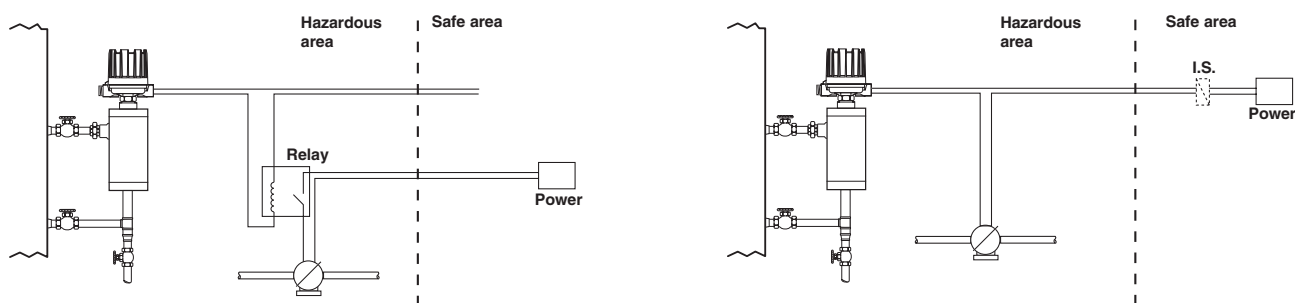 Hazardous
area
Safe area
Relay
Power
Hazardous
area
Safe area
I.S.
Power